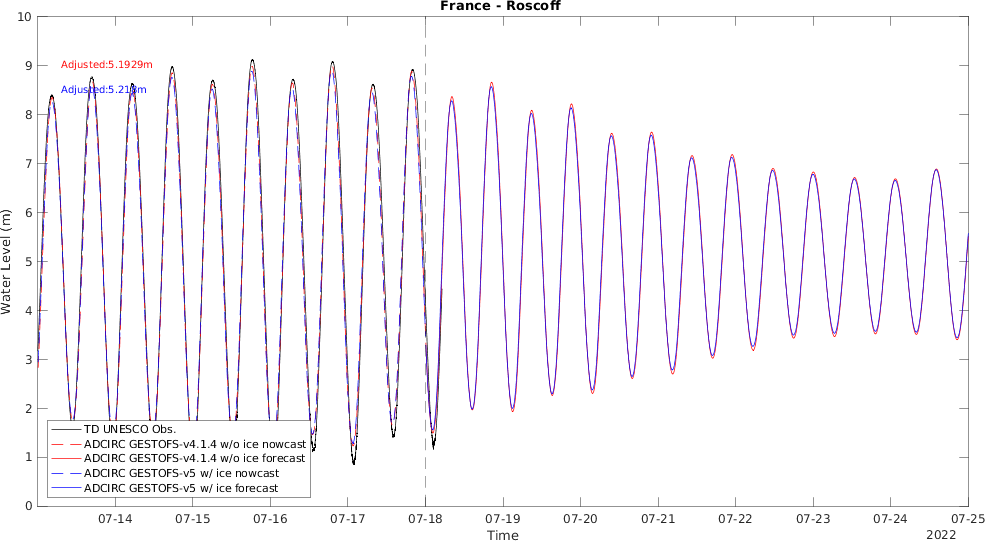 France - Roscoff
10
9
8
7
6
5
4
3
2
1
0
Water Level (m)
Adjusted:5.1929m
Adjusted:5.218m
TD UNESCO Obs.
ADCIRC GESTOFS-v4.1.4 w/o ice nowcast
ADCIRC GESTOFS-v4.1.4 w/o ice forecast
ADCIRC GESTOFS-v5 w/ ice nowcast
ADCIRC GESTOFS-v5 w/ ice forecast
07-14 07-15 07-16 07-17 07-18 07-19 07-20 07-21 07-22 07-23 07-24 07-25
Time
2022